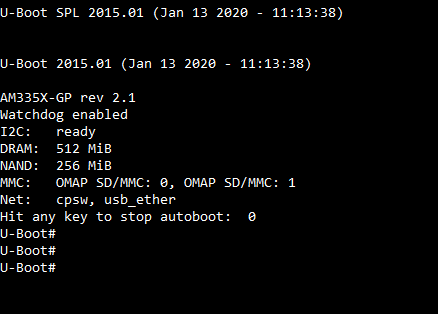 U-Boot SPL 2015.01 (Jan 13 2020 - 11:13:38)
U-Boot 2015.01 (Jan 13 2020 - 11:13:38)
AM335X-GP rev 2.1
Watchdog enabled
I2C:   ready
DRAM:  512 MiB
NAND:  256 MiB
MMC:   OMAP SD/MMC: 0, OMAP SD/MMC: 1
Net:   cpsw, usb_ether
Hit any key to stop autoboot:  0
U-Boot#
U-Boot#
U-Boot#